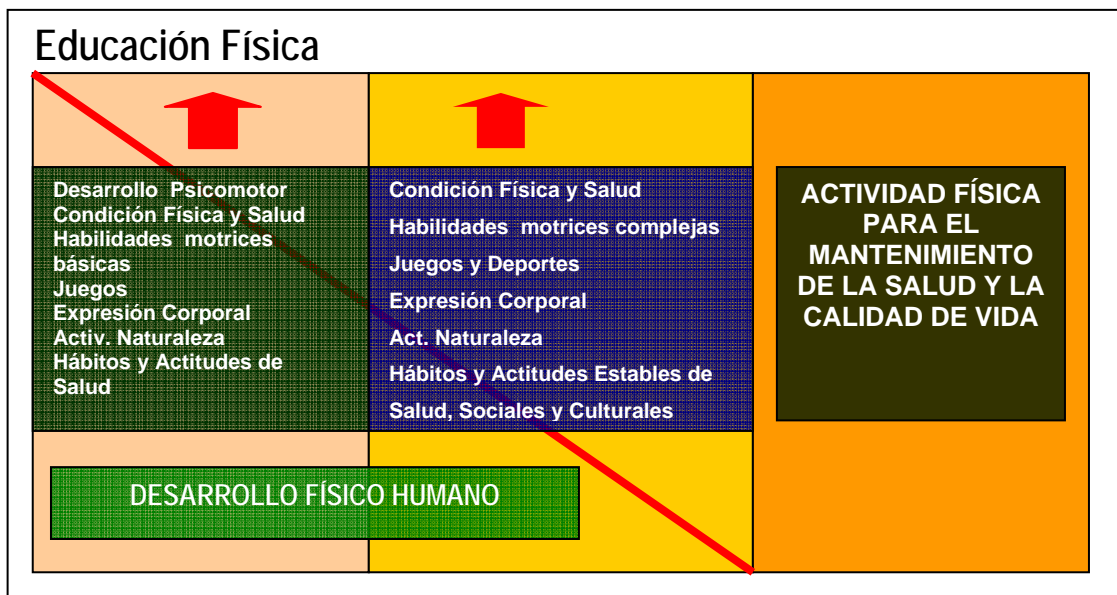 Educación Física
Desarrollo Psicomotor
Condición Física y Salud
Habilidades motrices
básicas
Juegos
Expresión Corporal
Activ. Naturaleza
Hábitos y Actitudes de
Salud
Condición Física y Salud
Habilidades motrices complejas
Juegos y Deportes
Expresión Corporal
Act. Naturaleza
Hábitos y Actitudes Estables de
Salud, Sociales y Culturales
ACTIVIDAD FÍSICA
PARA EL
MANTENIMIENTO
DE LA SALUD Y LA
CALIDAD DE VIDA
DESARROLLO FÍSICO HUMANO